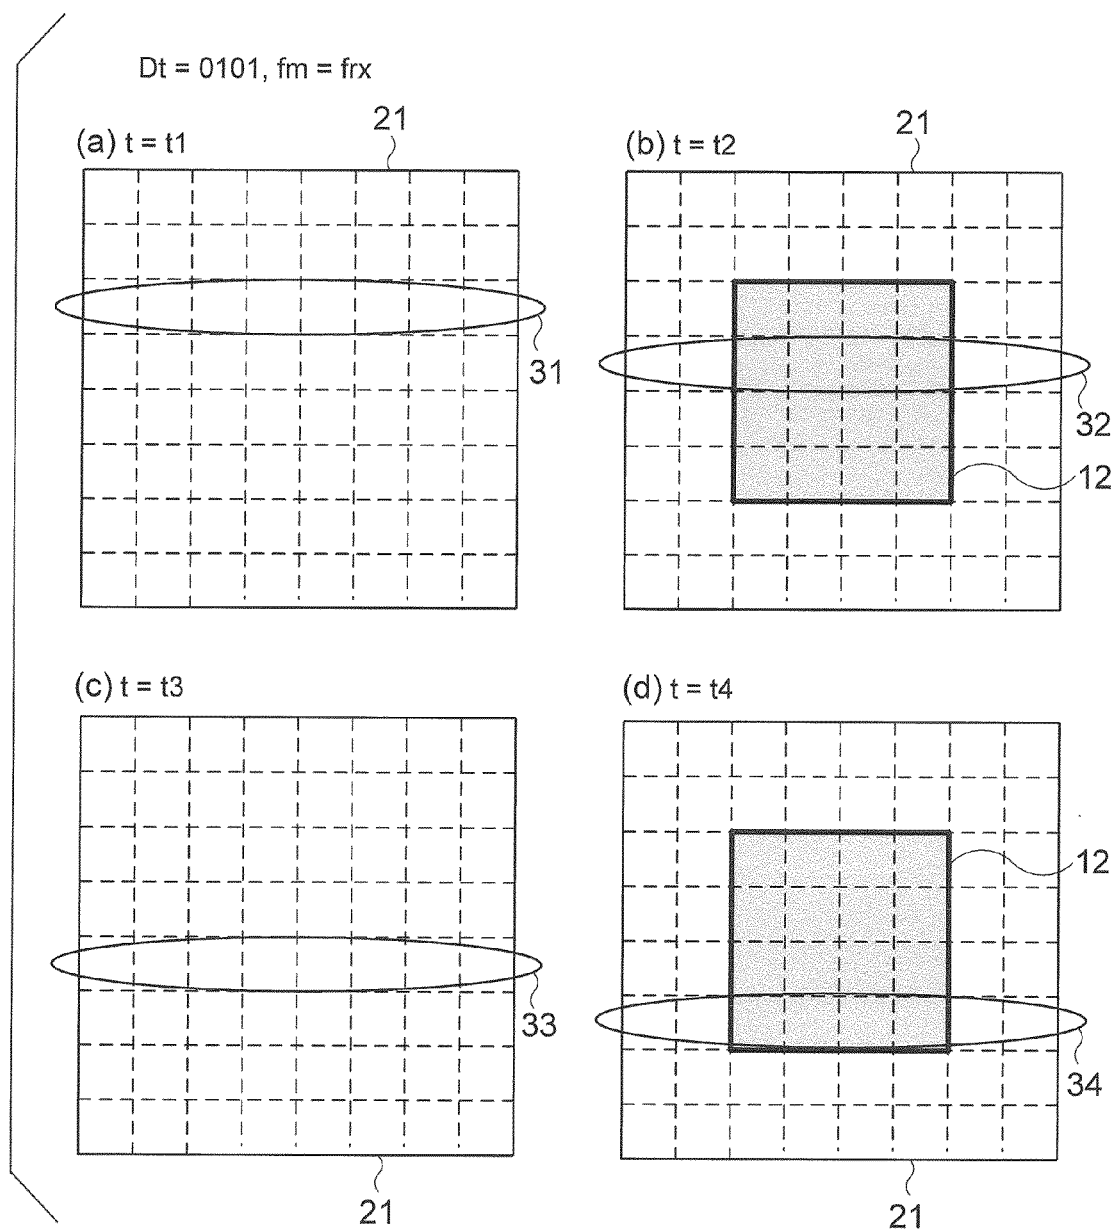 Dt = 0101, fm = frx
(a) t = t1
21
31
(b) t = t2
21
32
12
(c) t = t3
33
21
(d) t = t4
12
34
21